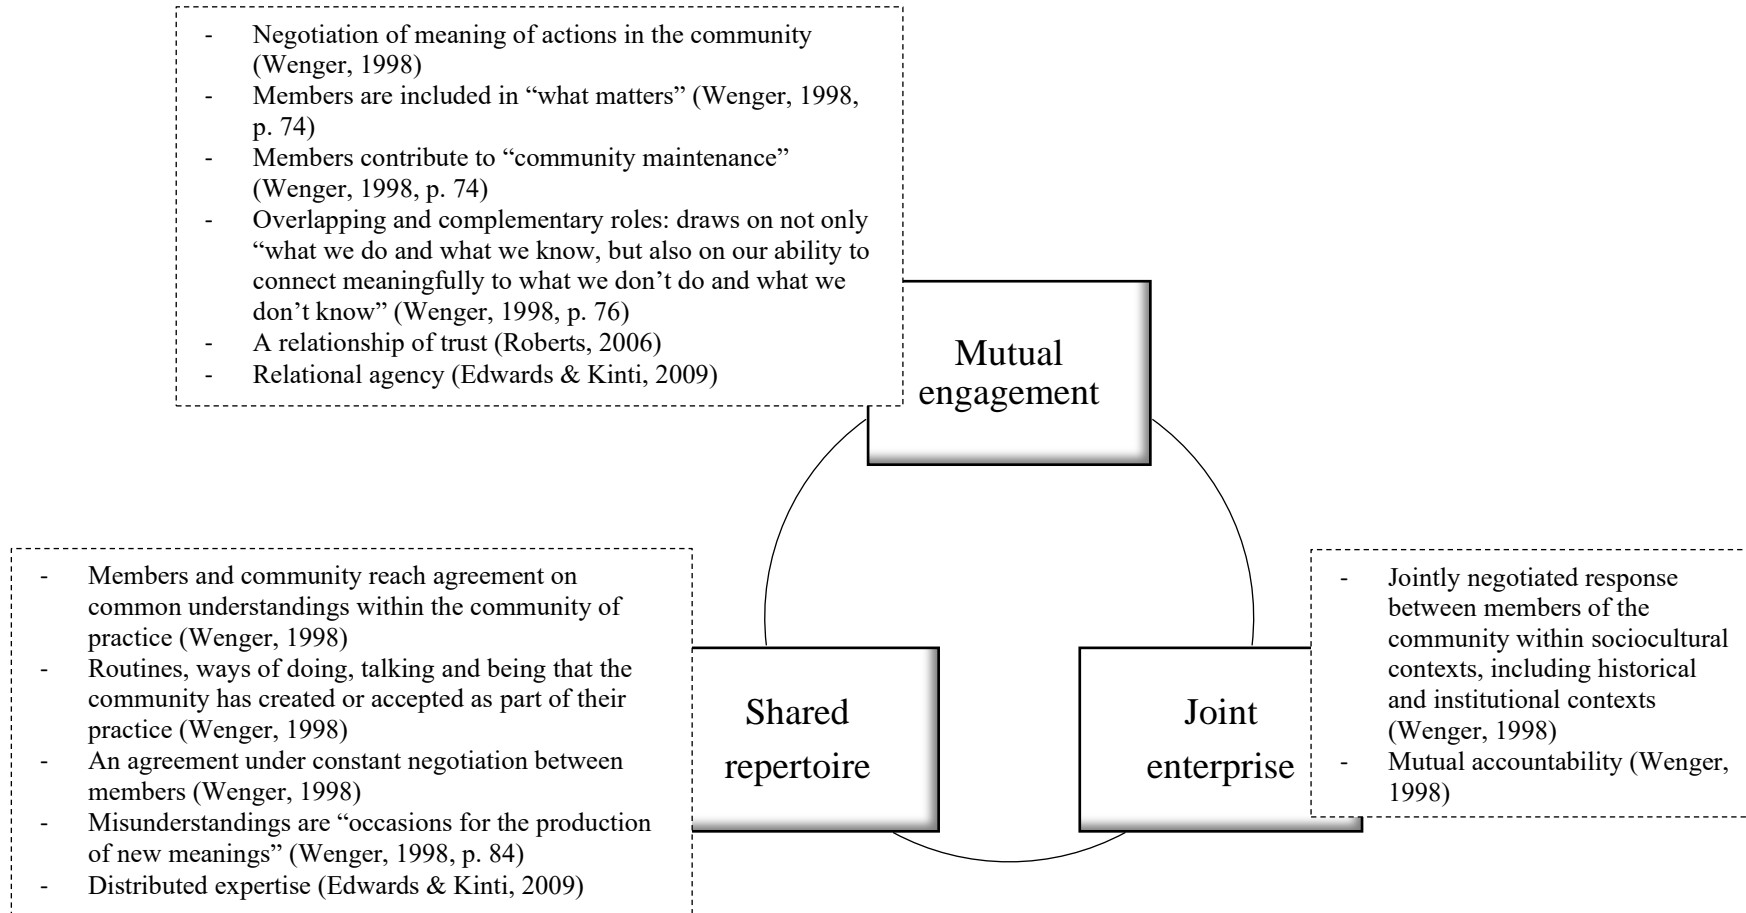 - Negotiation of meaning of actions in the community
(Wenger, 1998)
- Members are included in “what matters” (Wenger, 1998,
p. 74)
- Members contribute to “community maintenance”
(Wenger, 1998, p. 74)
- Overlapping and complementary roles: draws on not only
“what we do and what we know, but also on our ability to
connect meaningfully to what we don’t do and what we
don’t know” (Wenger, 1998, p. 76)
- A relationship of trust (Roberts, 2006)
- Relational agency (Edwards & Kinti, 2009)
Mutual
engagement
- Members and community reach agreement on
common understandings within the community of
practice (Wenger, 1998)
- Routines, ways of doing, talking and being that the
community has created or accepted as part of their
practice (Wenger, 1998)
- An agreement under constant negotiation between
members (Wenger, 1998)
- Misunderstandings are “occasions for the production
of new meanings” (Wenger, 1998, p. 84)
- Distributed expertise (Edwards & Kinti, 2009)
Shared
repertoire
Joint
enterprise
- Jointly negotiated response
between members of the
community within sociocultural
contexts, including historical
and institutional contexts
(Wenger, 1998)
- Mutual accountability (Wenger,
1998)